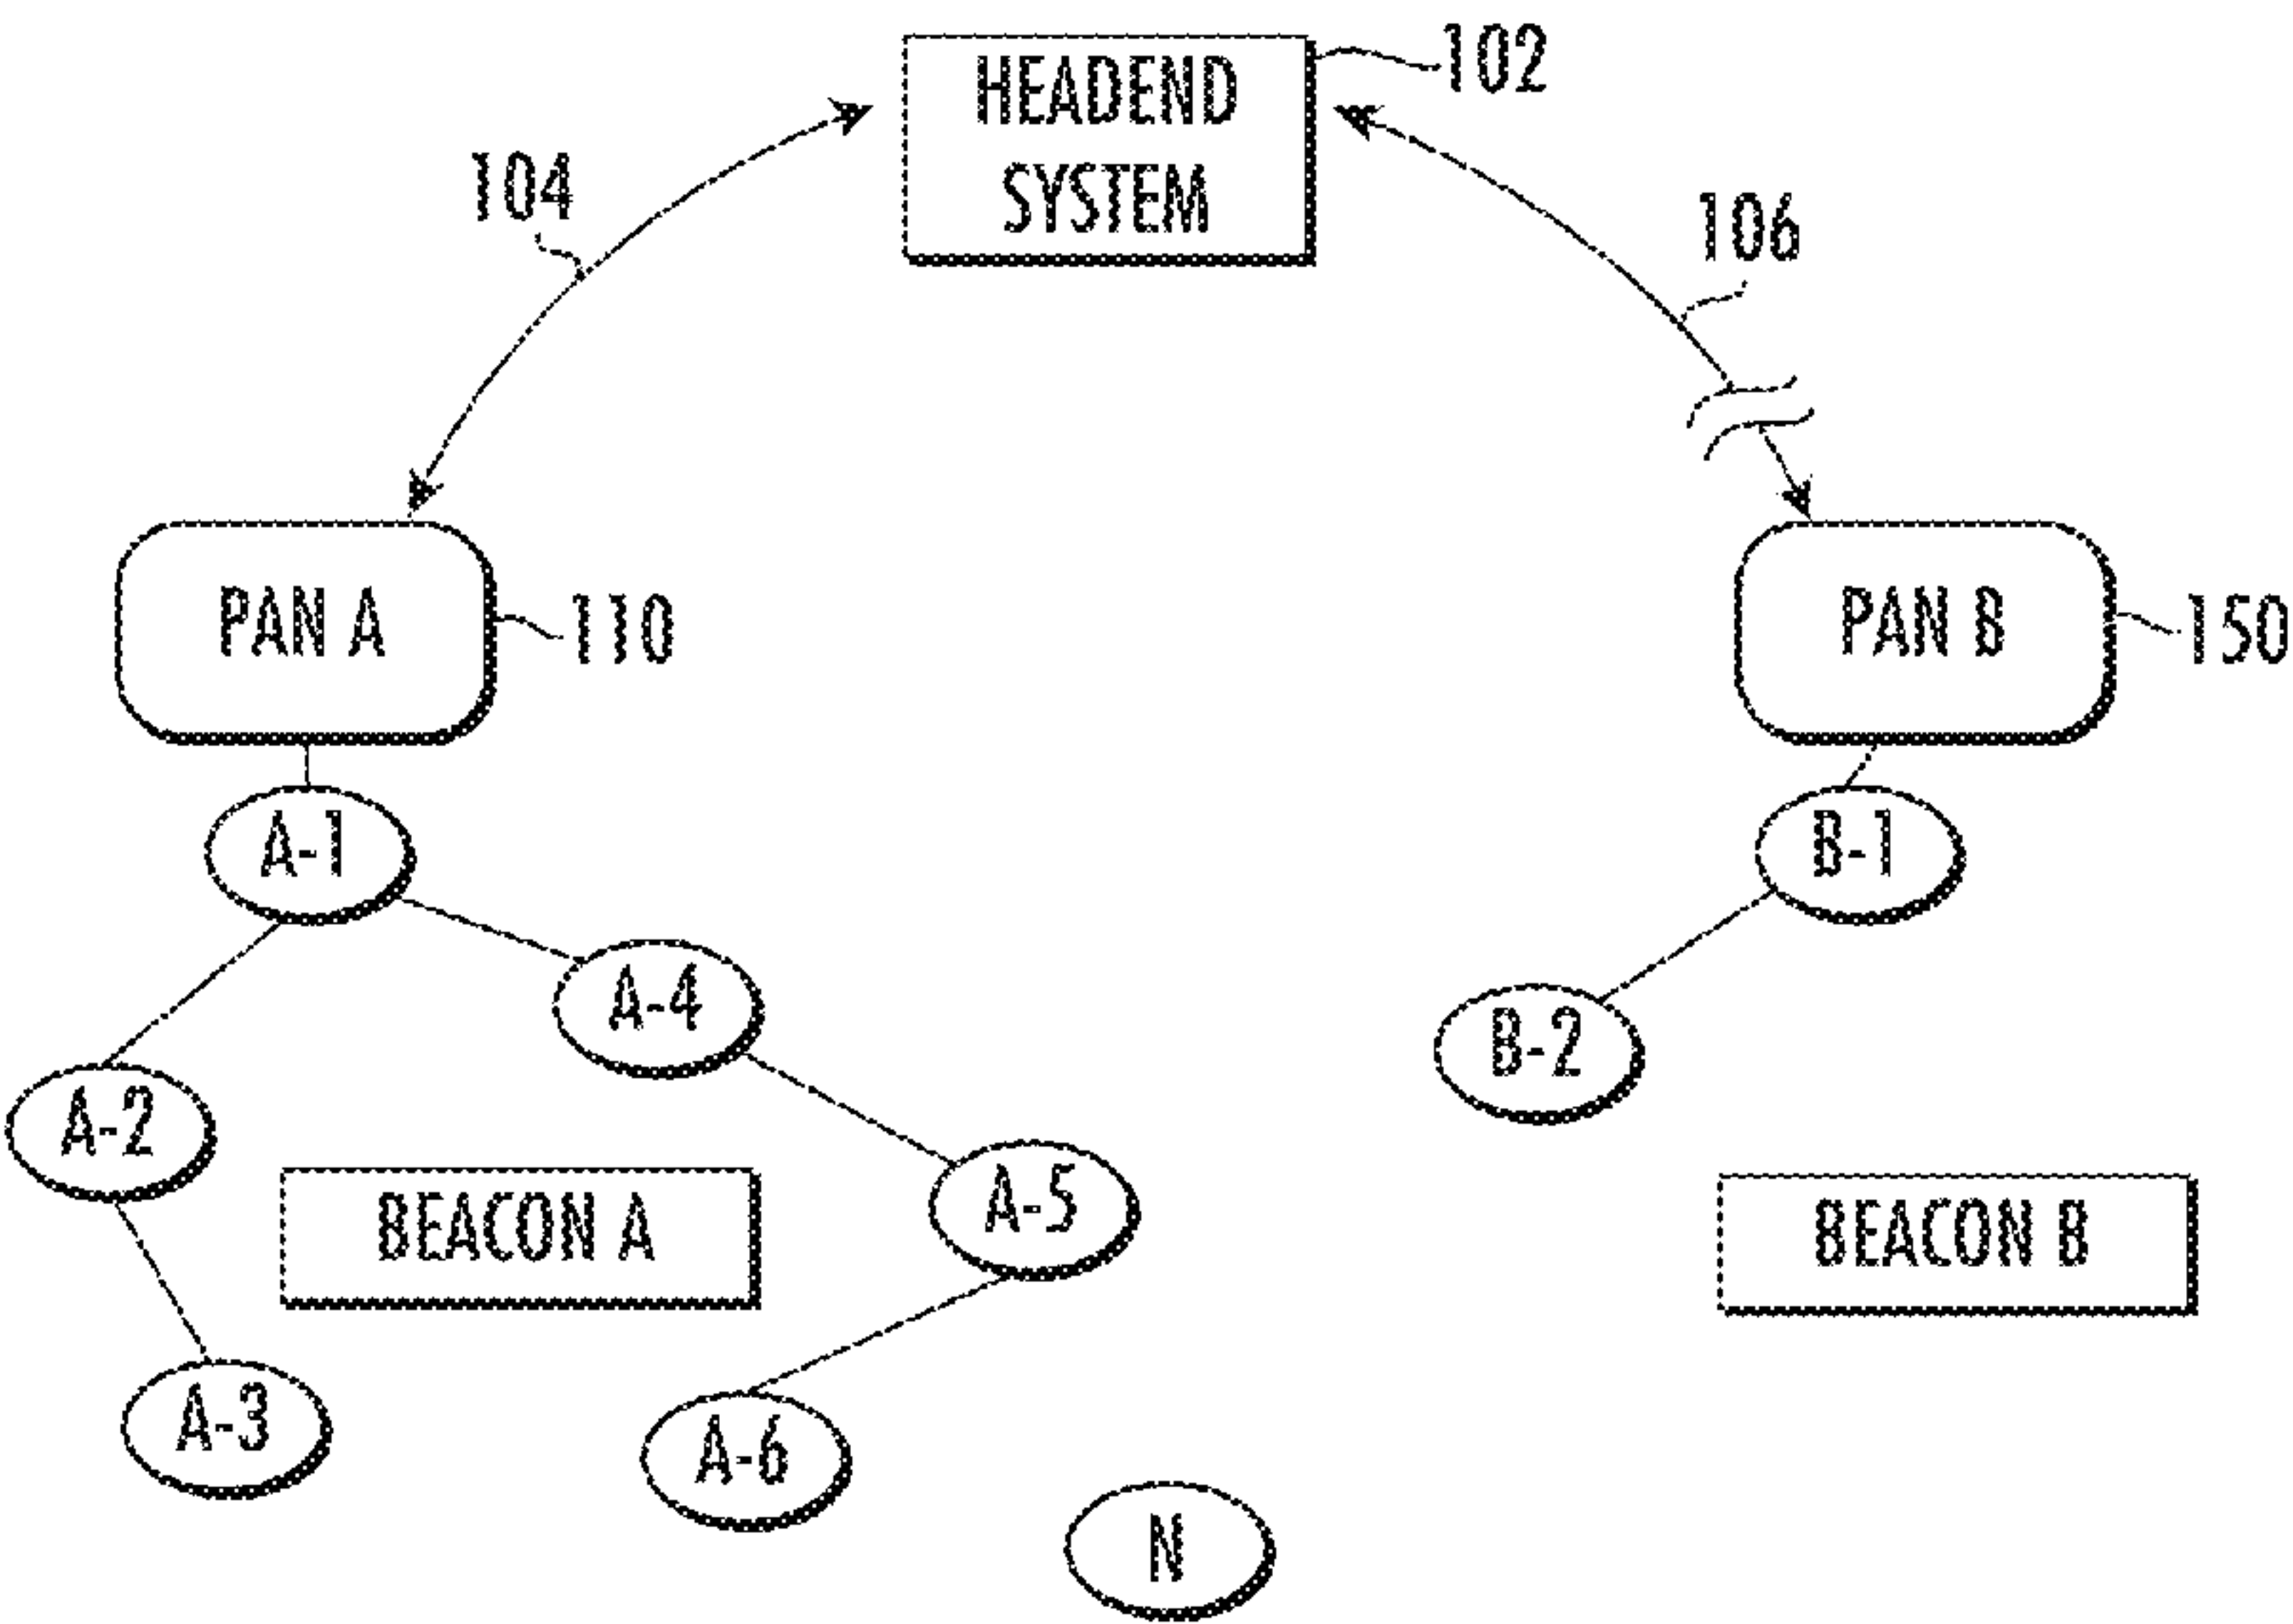 HEADEND
SYSTEM
102
104
106
PAN A
110
PAN B
150
A-1
B-1
A-4
B-2
A-2
A-5
BEACON A
BEACON B
A-3
A-6
N